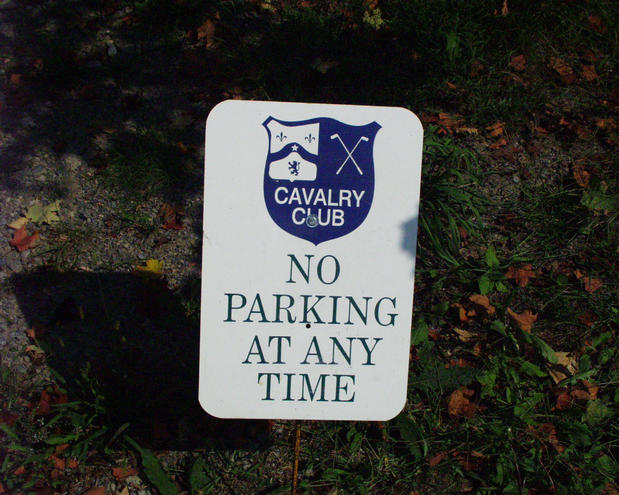 CAVALRY
CLUB
NO
PARKING
AT ANY
TIME